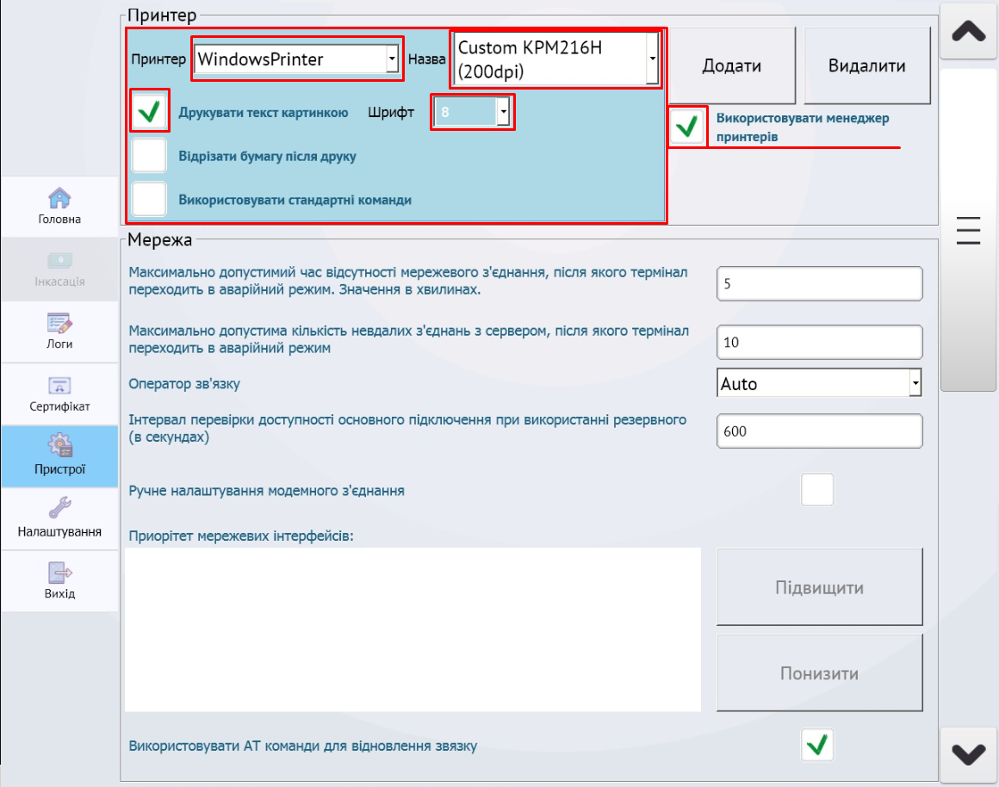 Принтер
Принтер
WindowsPrinter
Назва
Custom KPM216H
(200dpi)
Додати
Видалити
Друкувати текст картинкою
Шрифт
8
Використовувати менеджер
принтерів
Відрізати бумагу після друку
Використовувати стандартні команди
Головна
Інкасація
Логи
Сертифікат
Пристрої
Налаштування
Вихід
Мережа
Максимально допустимий час відсутності мережевого з'єднання, після якого термінал
переходить в аварійний режим. Значення в хвилинах.
5
Максимально допустима кількість невдалих з'єднань з сервером, після якого термінал
переходить в аварійний режим
10
Оператор зв'язку
Auto
Інтервал перевірки доступності основного підключення при використанні резервного
(в секундах)
600
Ручне налаштування модемного з'єднання
Приорітет мережевих інтерфейсів:
Підвищити
Понизити
Використовувати АТ команди для відновлення звязку